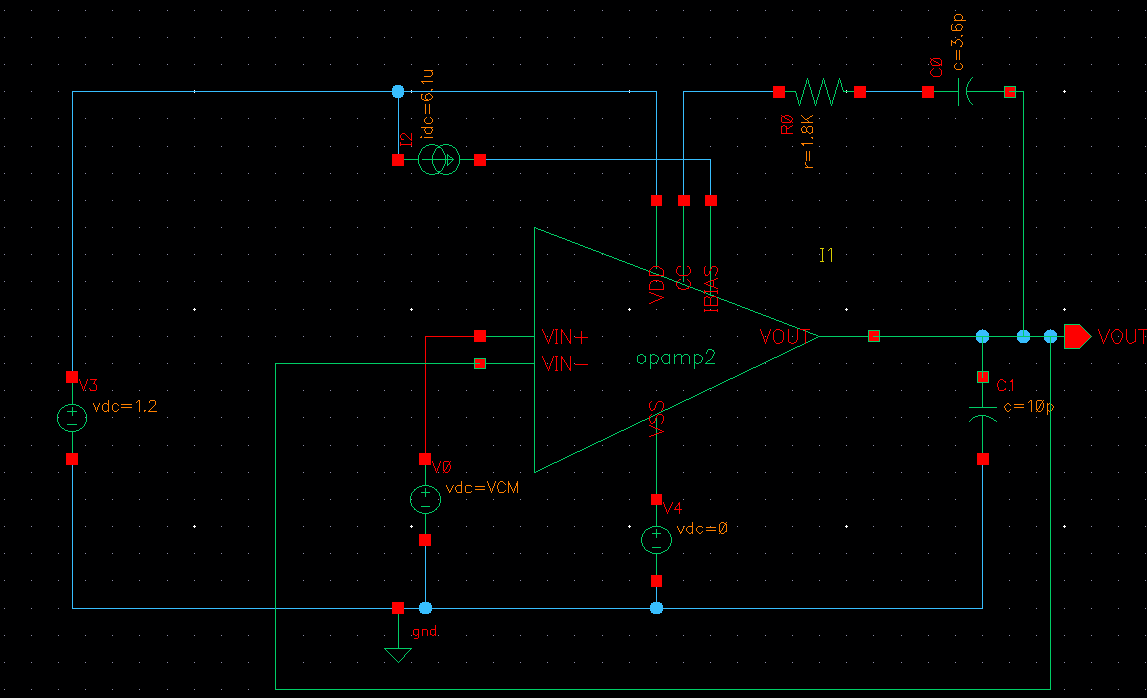 c=3.6p
C0
idc=6.1u
I2
R0
r=1.8K
I1
VDD
CC
IBIAS
VIN+
VOUT
VOUT
VIN-
opamp2
V3
vdc=1.2
C1
c=10p
VSS
V0
vdc=VCM
V4
vdc=0
gnd